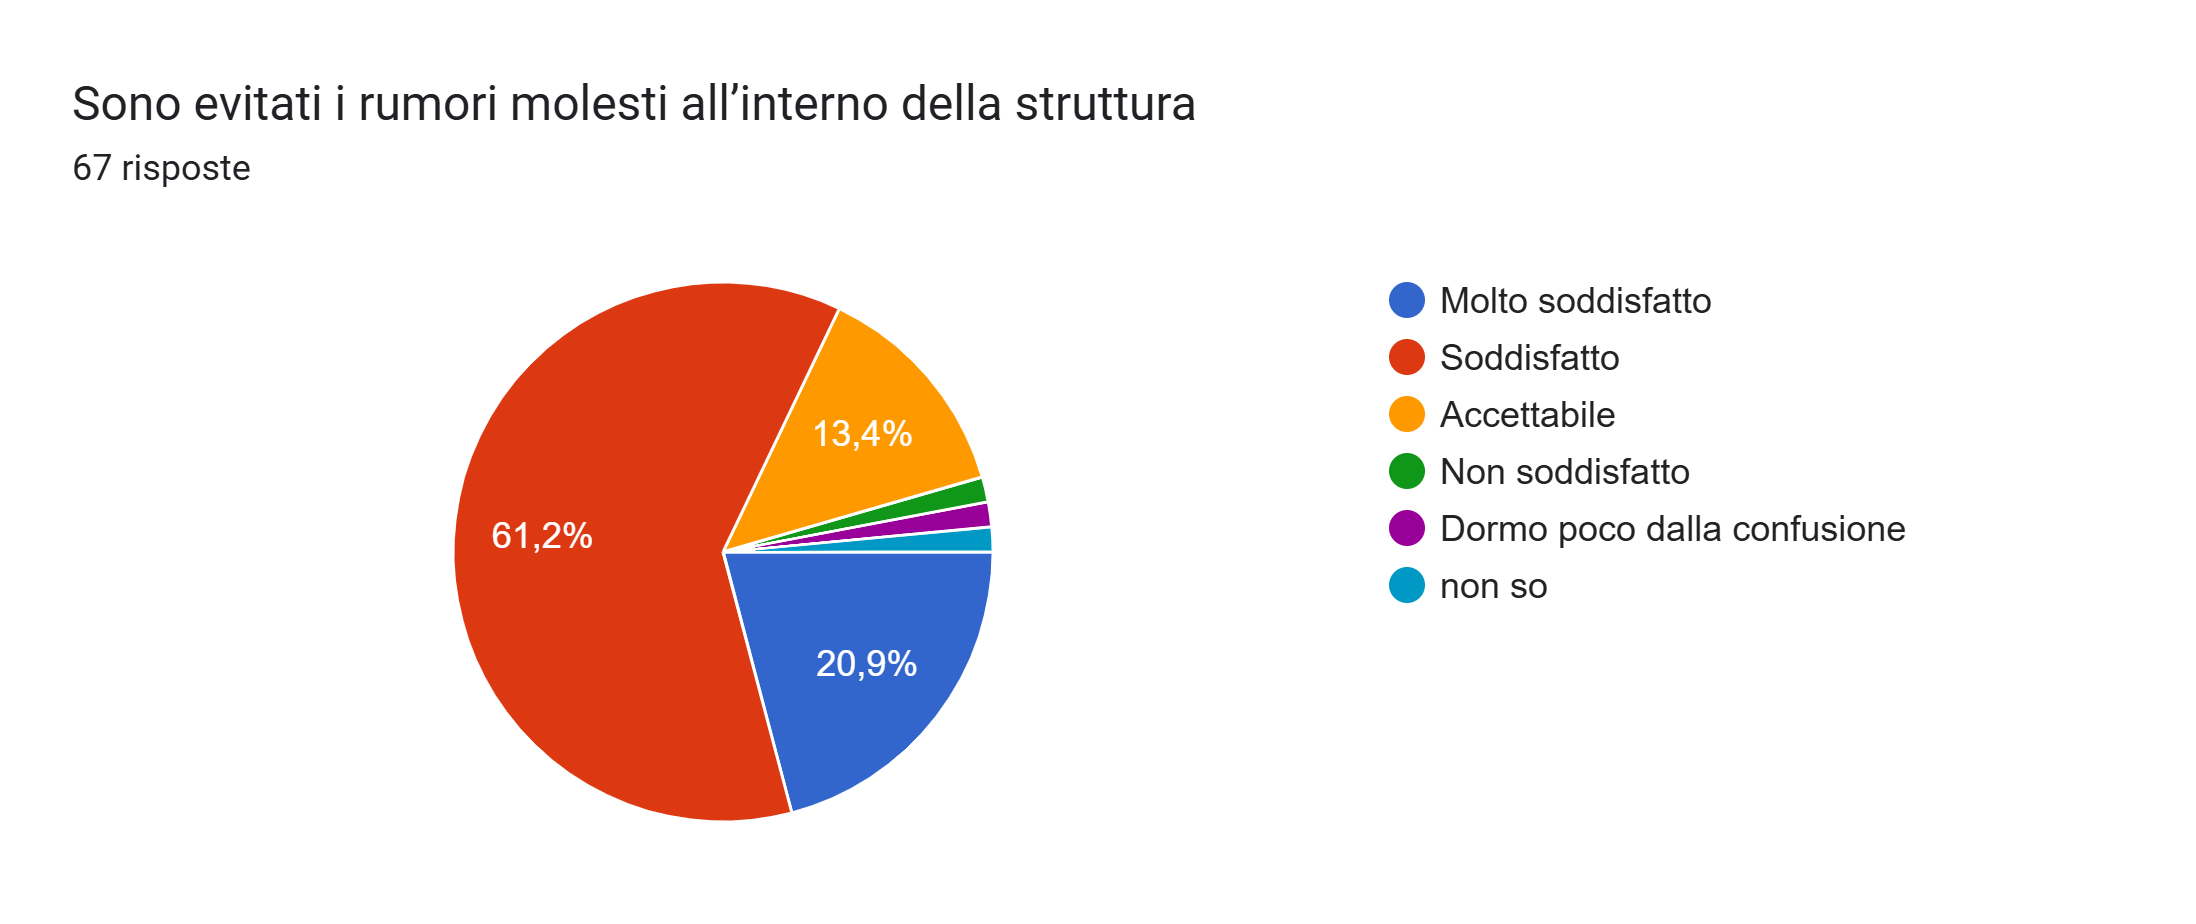 Sono evitati i rumori molesti all’interno della struttura
67 risposte
Molto soddisfatto
Soddisfatto
Accettabile
Non soddisfatto
Dormo poco dalla confusione
non so
13,4%
61,2%
20,9%